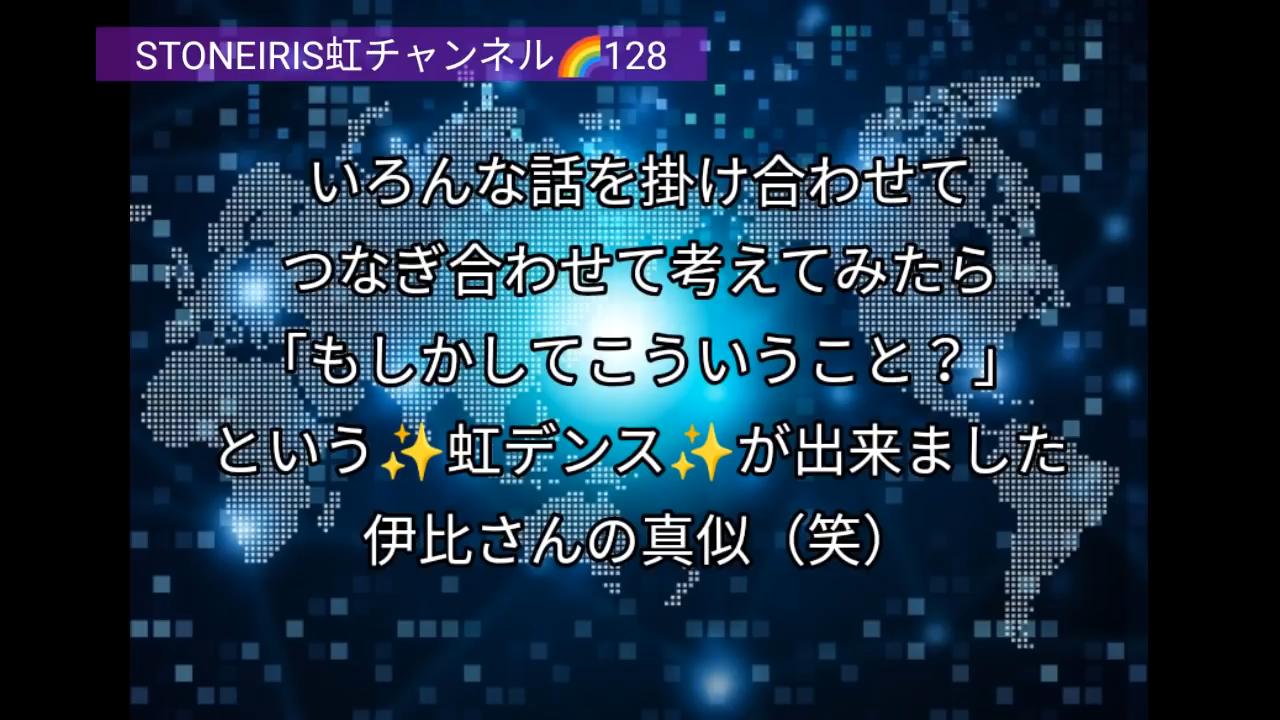 STONEIRIS虹チャンネル🌈128
いろんな話を掛け合わせて
つなぎ合わせて考えてみたら
「もしかしてこういうこと？」
という✨虹デンス✨が出来ました
伊比さんの真似（笑）